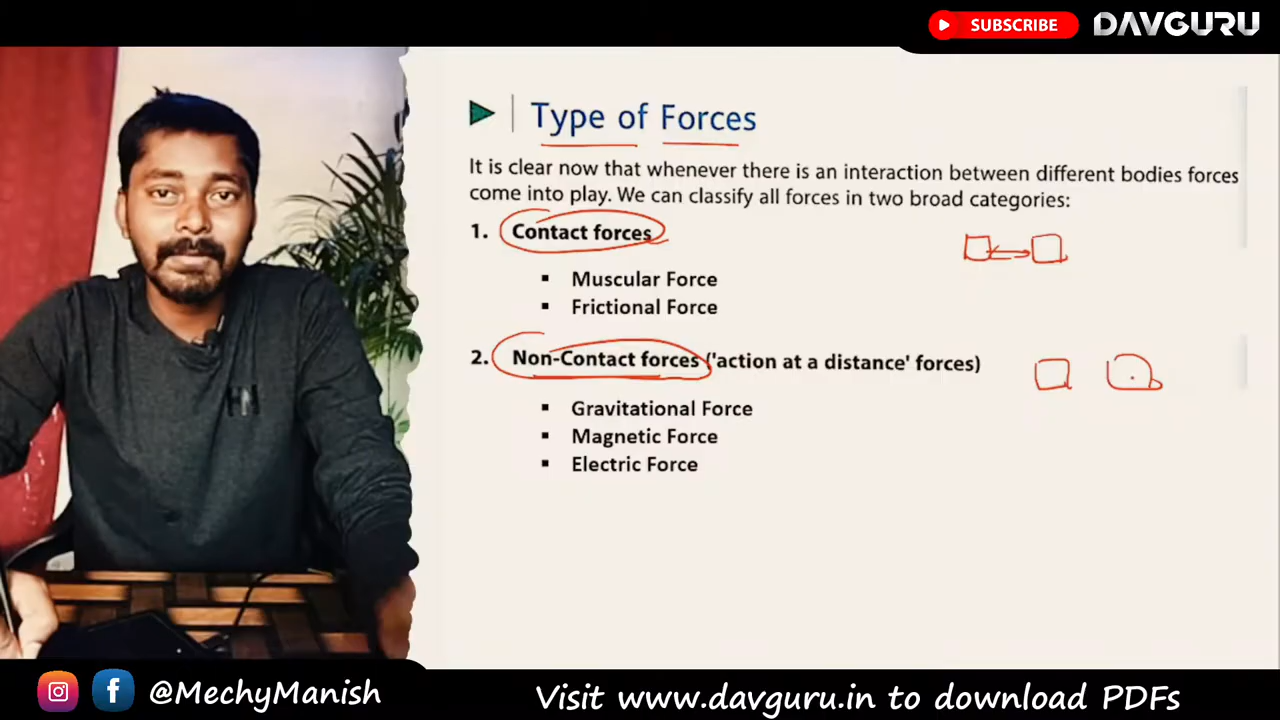 SUBSCRIBE DAVGURU
Type of Forces
It is clear now that whenever there is an interaction between different bodies forces
come into play. We can classify all forces in two broad categories:
1. Contact forces
▪ Muscular Force
▪ Frictional Force
2. Non-Contact forces ('action at a distance' forces)
▪ Gravitational Force
▪ Magnetic Force
▪ Electric Force
@MechyManish Visit www.davguru.in to download PDFs